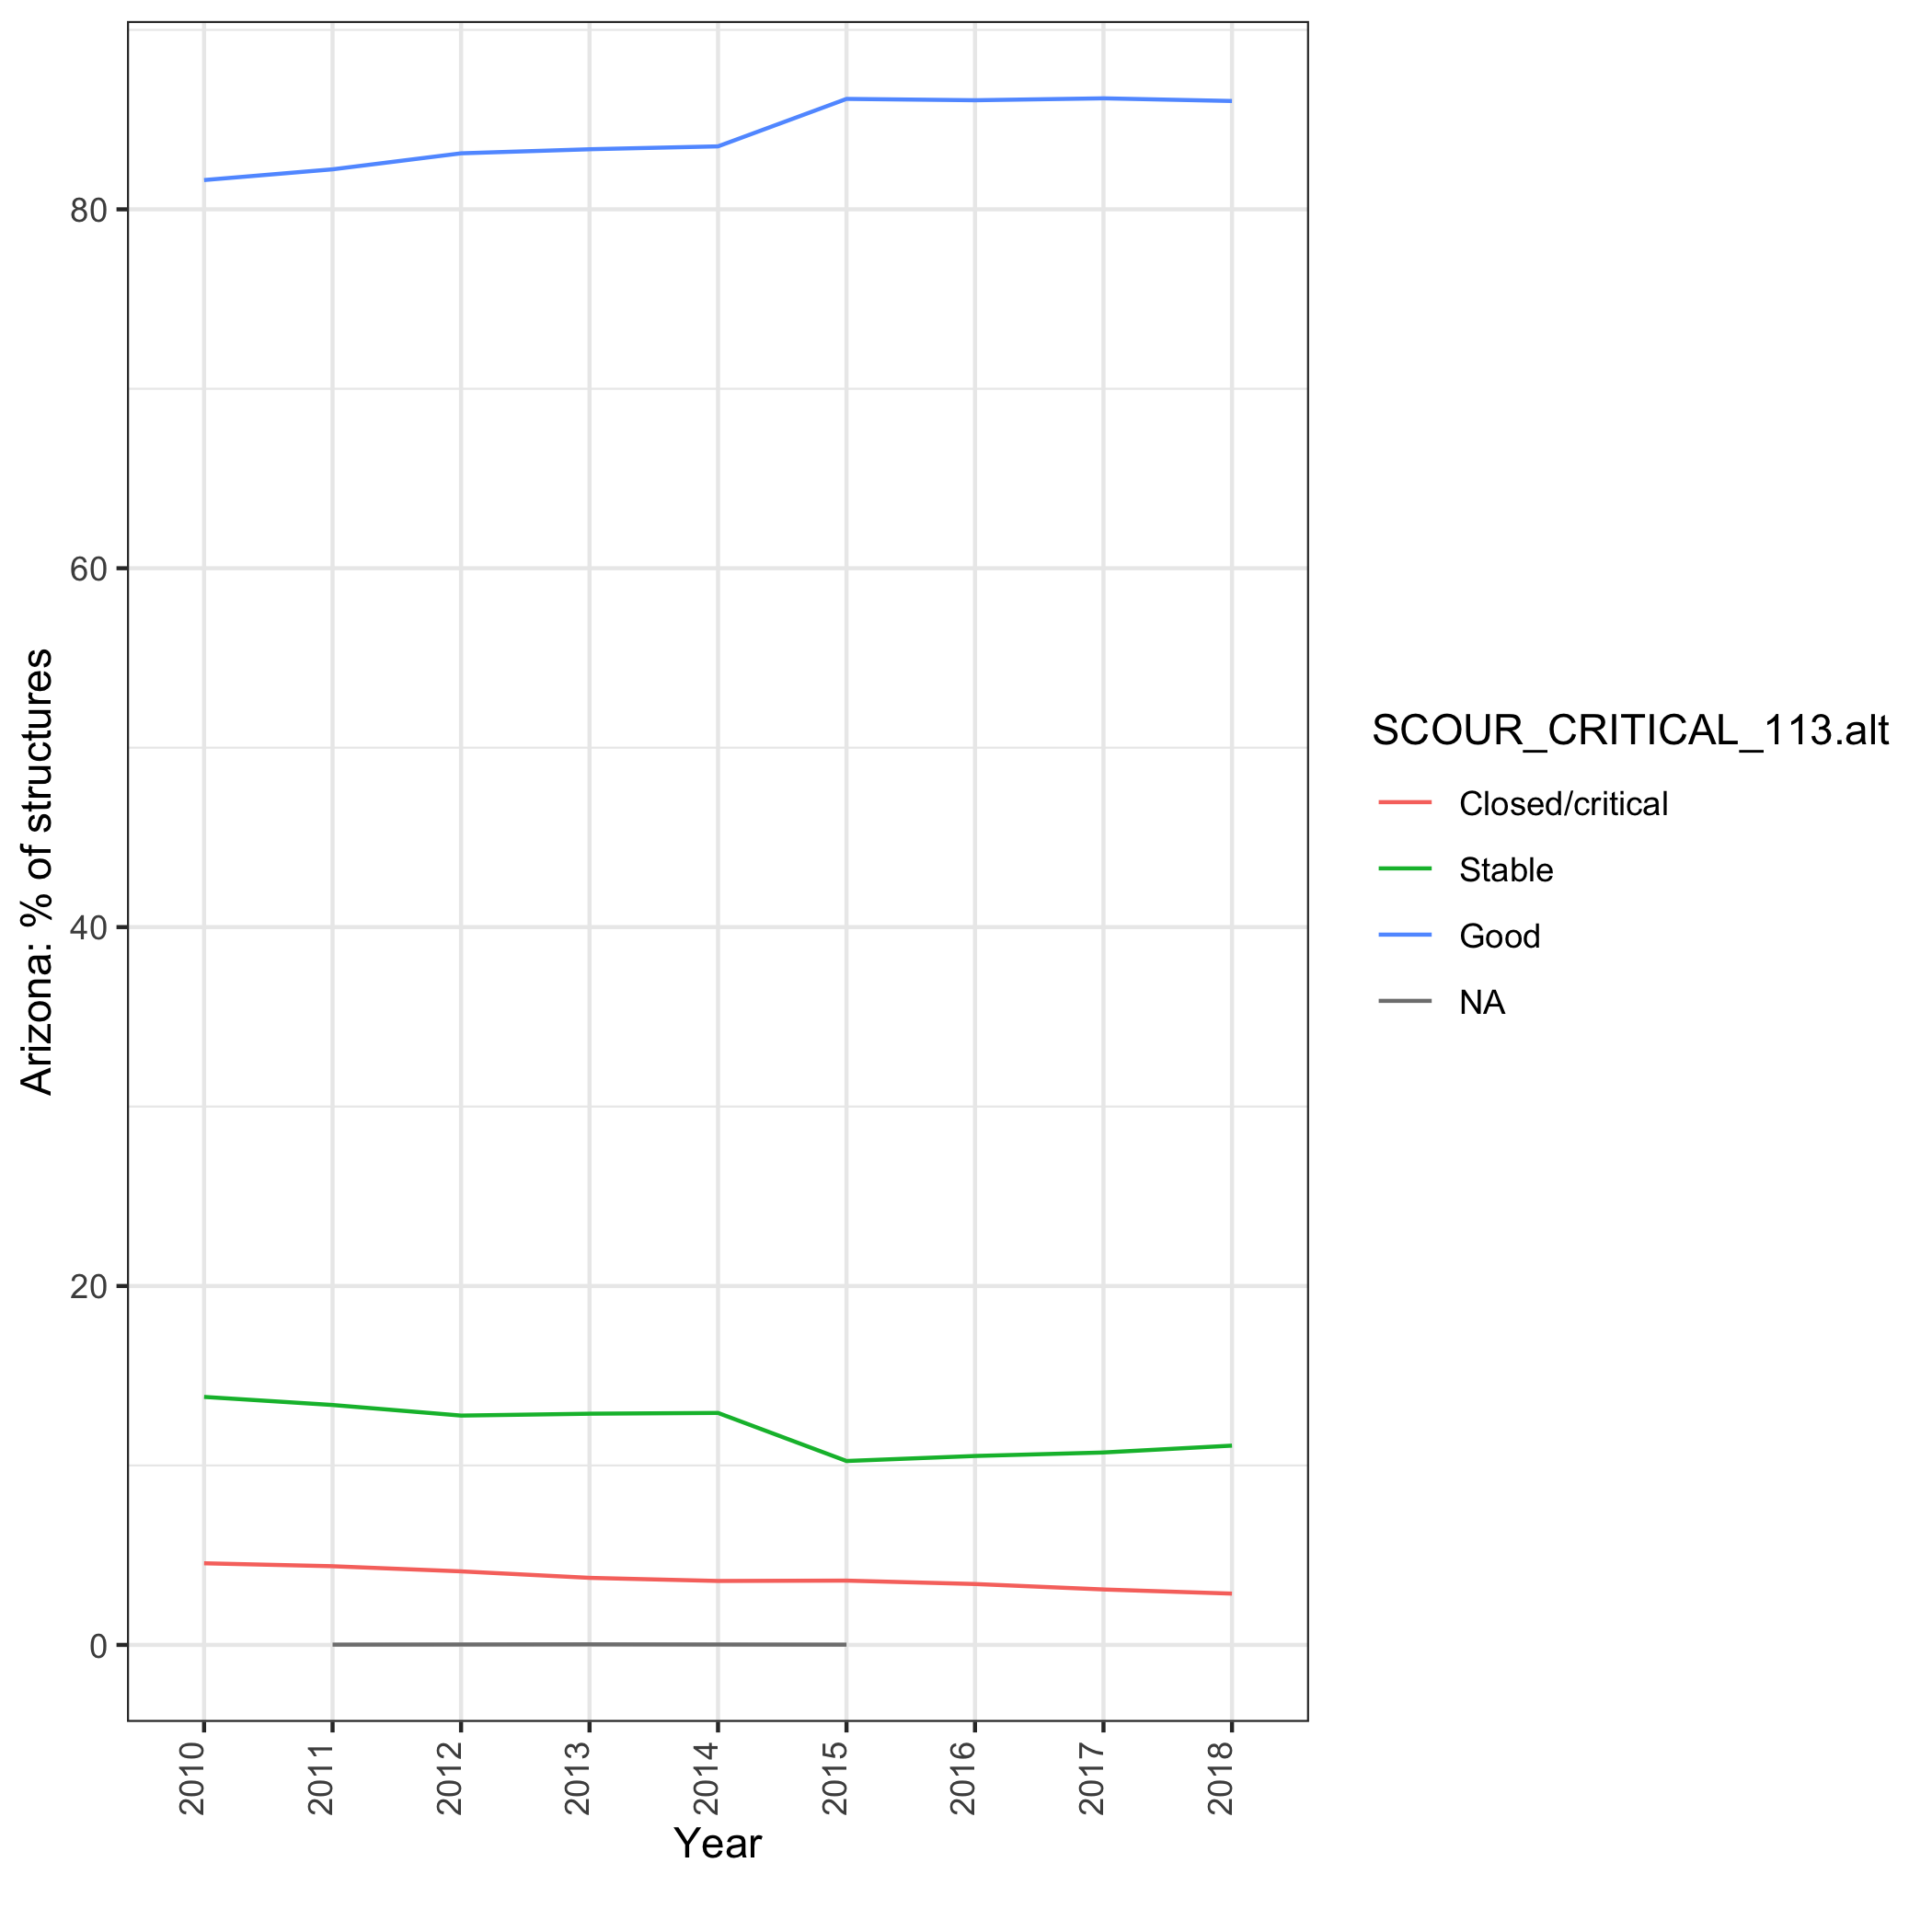 Arizona: % of structures
80
60
40
20
0
2010
2011
2012
2013
2014
2015
2016
2017
2018
Year
SCOUR_CRITICAL_113.alt
Closed/critical
Stable
Good
NA